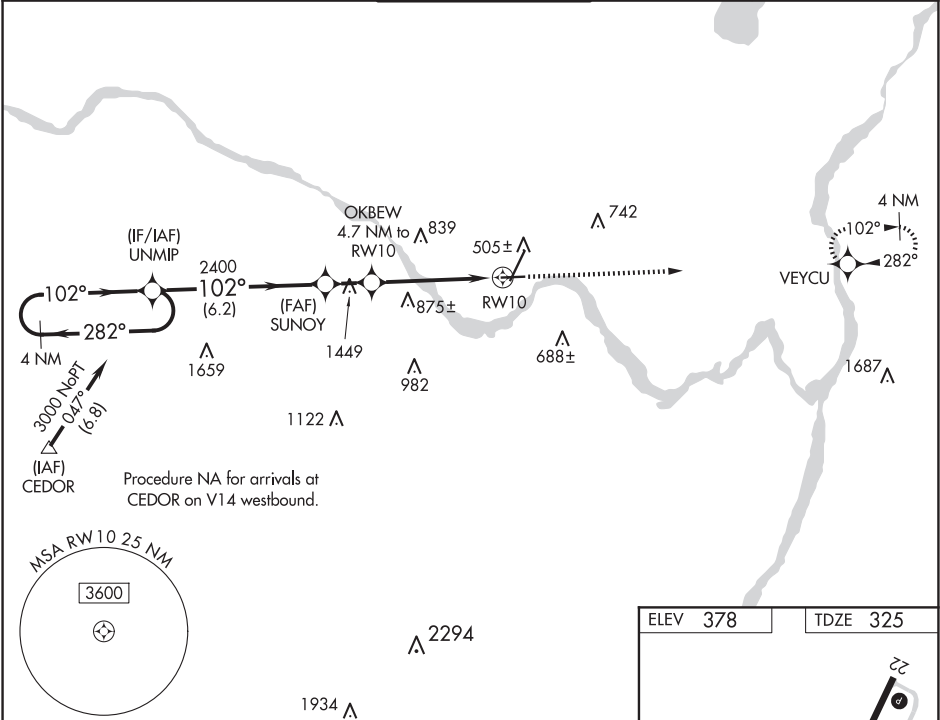 OKBEW
4.7 NM to
RW10
839
742
505±
4 NM
102°
282°
VEYCU
(IF/IAF)
UNMIP
2400
102°
(6.2)
102°
282°
4 NM
(FAF)
SUNOY
RW10
875±
1449
1659
688±
982
1687
1122
3000 NoPT
047°
(6.8)
(IAF)
CEDOR
Procedure NA for arrivals at
CEDOR on V14 westbound.
MSA RW10 25 NM
3600
2294
1934
ELEV 378
TDZE 325
22
P